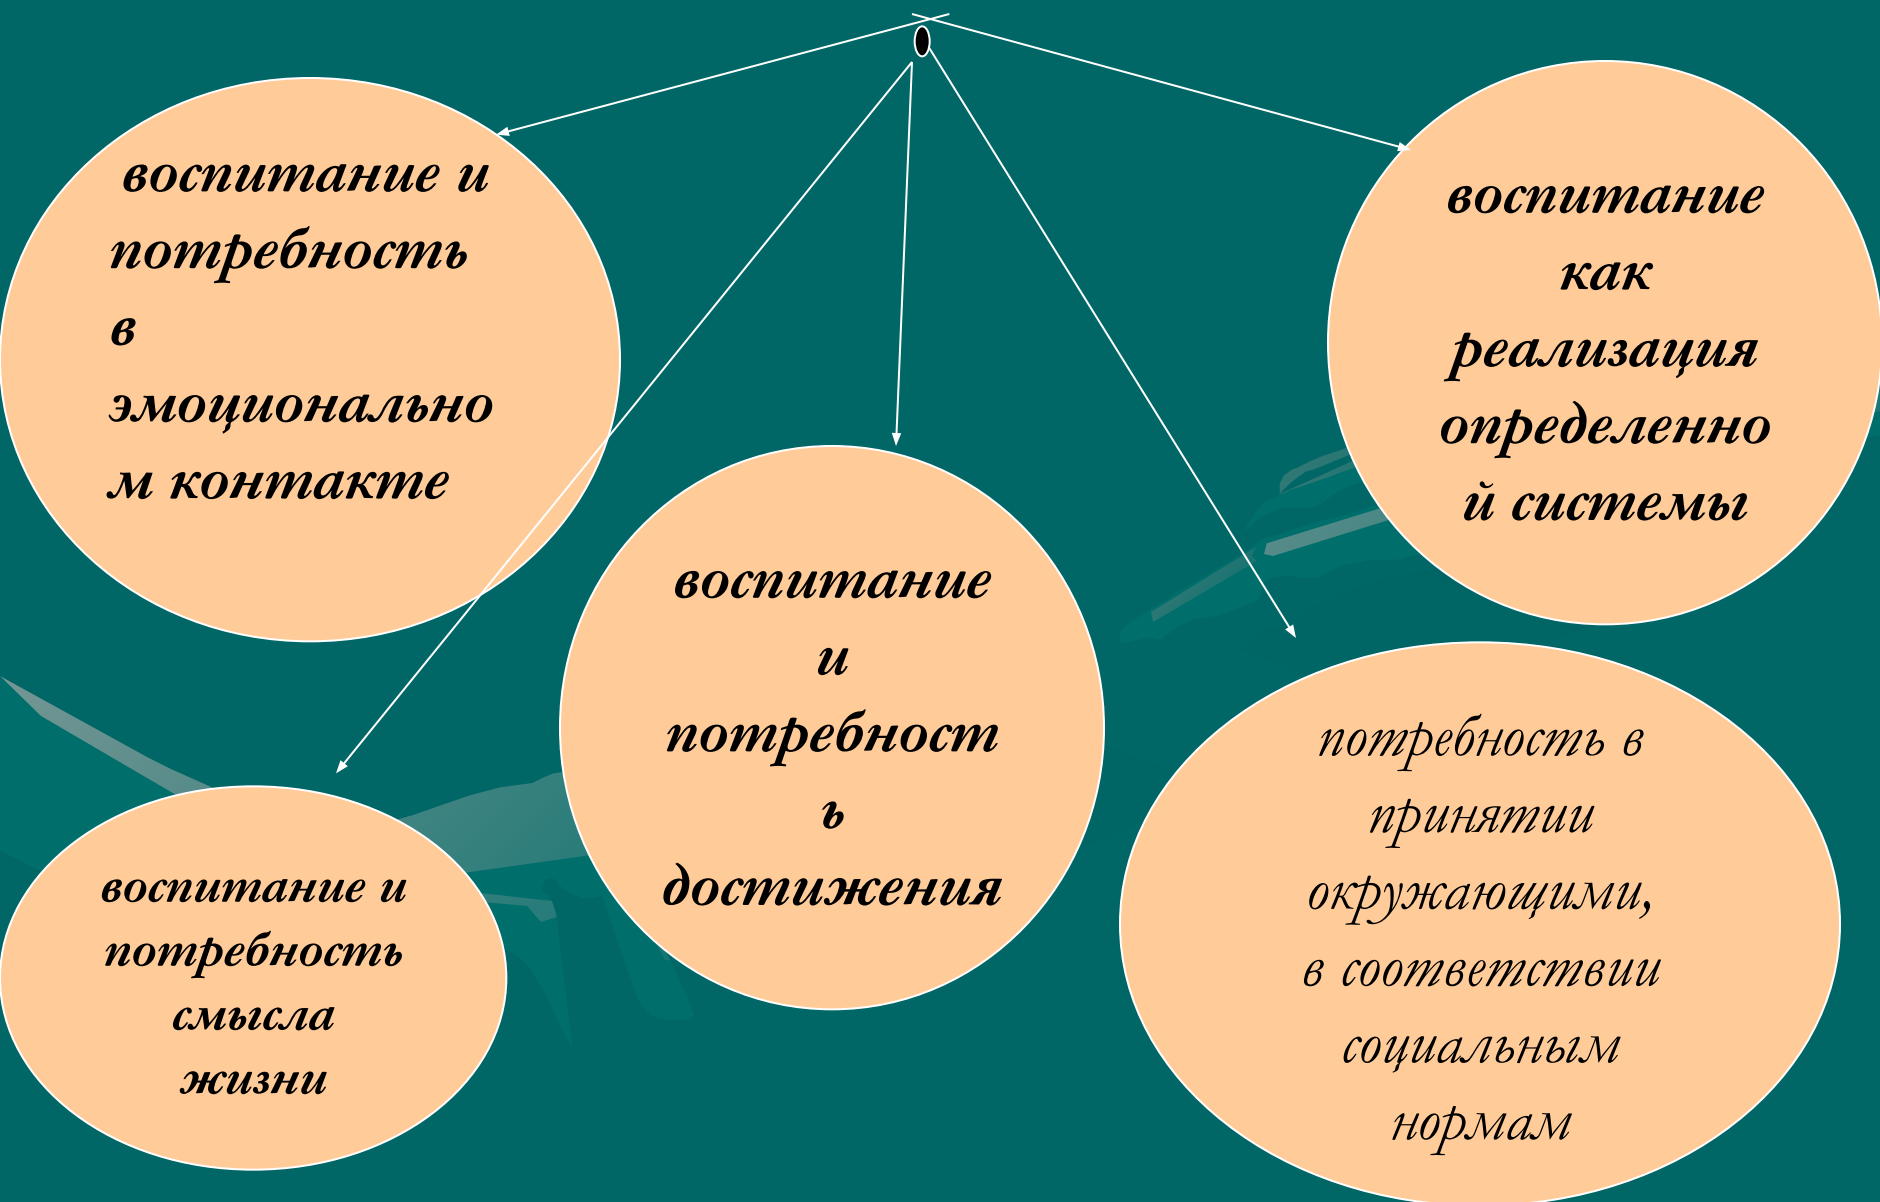 воспитание и
потребность
в
эмоционально
м контакте
воспитание
как
реализация
определенно
й системы
воспитание
и
потребност
ь
достижения
воспитание и
потребность
смысла
жизни
потребность в
принятии
окружающими,
в соответствии
социальным
нормам